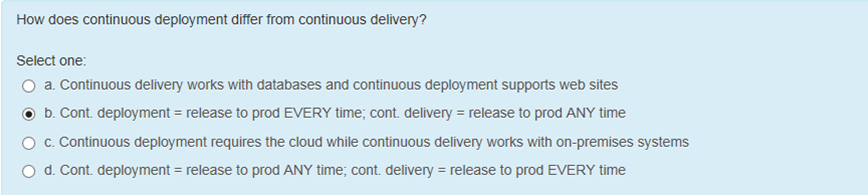 How does continuous deployment differ from continuous delivery?
Select one:
a. Continuous delivery works with databases and continuous deployment supports web sites
b. Cont. deployment = release to prod EVERY time; cont. delivery = release to prod ANY time
c. Continuous deployment requires the cloud while continuous delivery works with on-premises systems
d. Cont. deployment = release to prod ANY time; cont. delivery = release to prod EVERY time